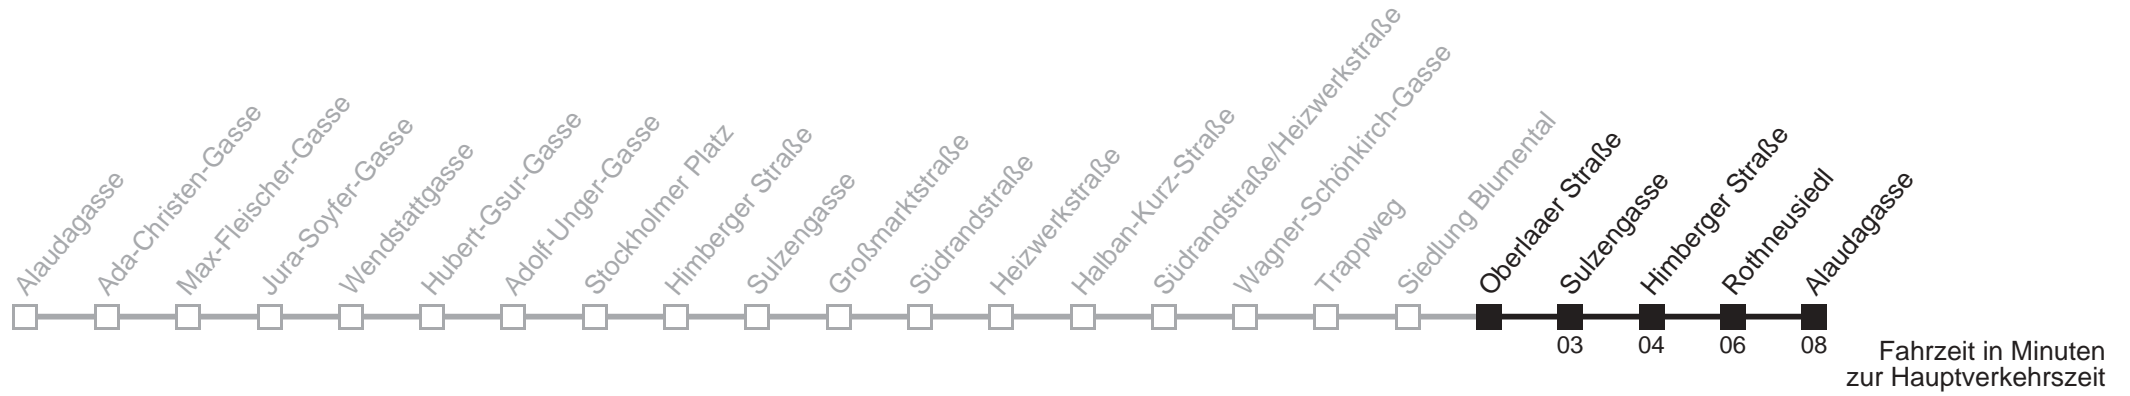 Alaudagasse
Ada-Christen-Gasse
Max-Fleischer-Gasse
Jura-Soyfer-Gasse
Wendstattgasse
Hubert-Gsur-Gasse
Adolf-Unger-Gasse
Stockholmer Platz
Himberger Straße
Sulzengasse
Großmarktstraße
Südrandstraße
Heizwerkstraße
Halban-Kurz-Straße
Südrandstraße/Heizwerkstraße
Wagner-Schönkirch-Gasse
Trappweg
Siedlung Blumental
Oberlaaer Straße
Sulzengasse
Himberger Straße
Rothneusiedl
Alaudagasse
03 04 06 08
Fahrzeit in Minuten
zur Hauptverkehrszeit